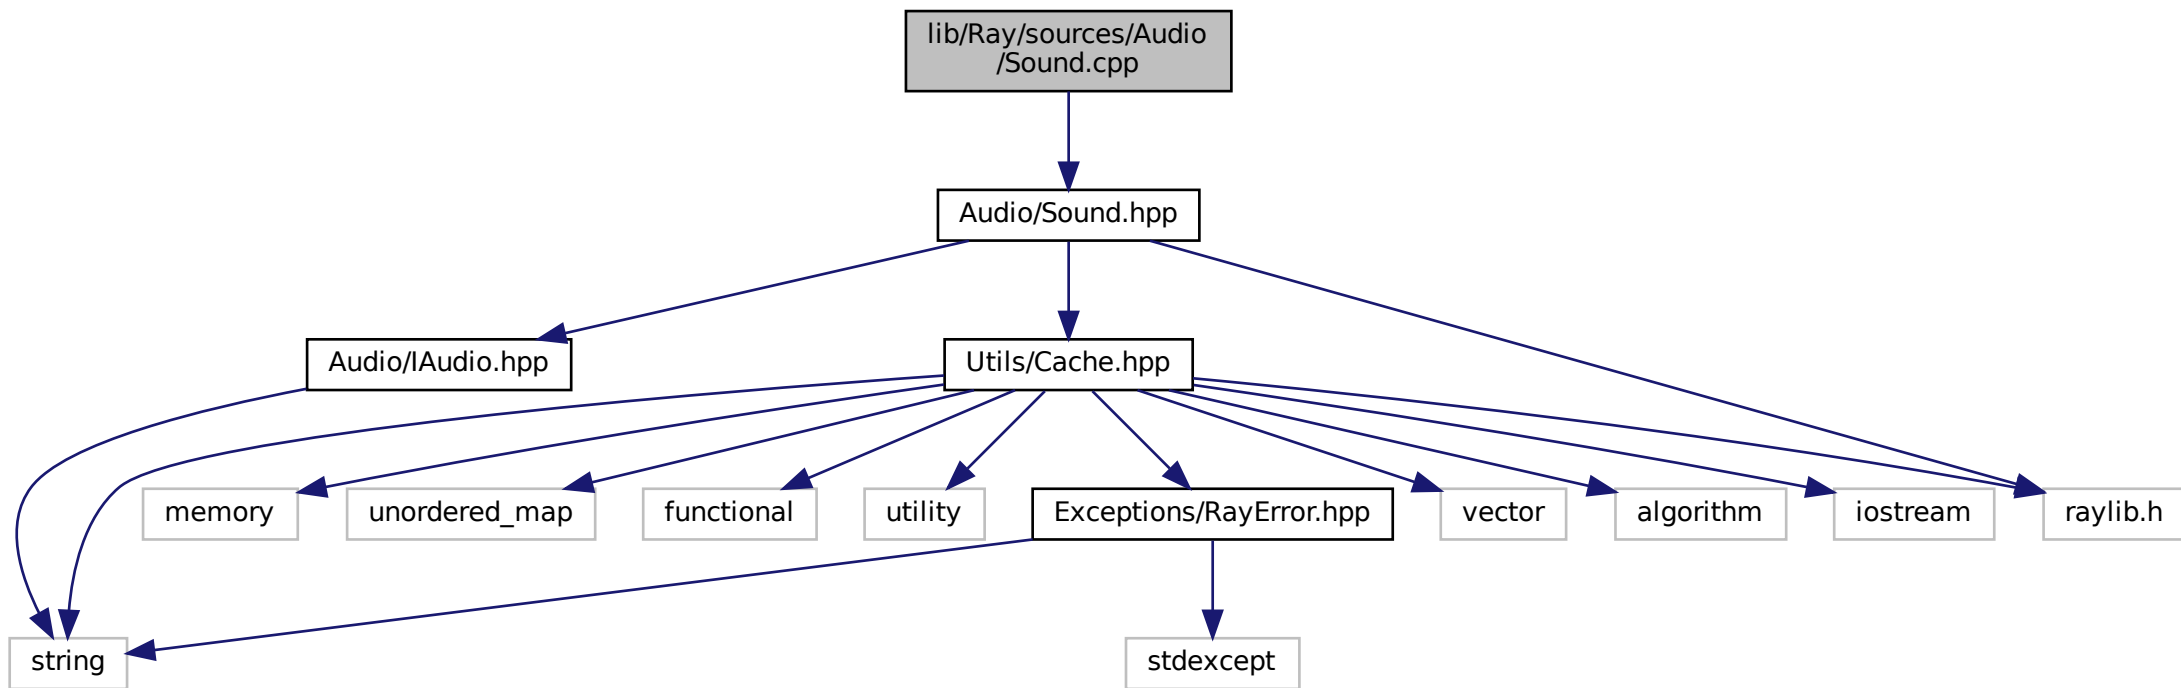 lib/Ray/sources/Audio
/Sound.cpp
Audio/Sound.hpp
Audio/IAudio.hpp
Utils/Cache.hpp
memory
unordered_map
functional
utility
Exceptions/RayError.hpp
vector
algorithm
iostream
raylib.h
string
stdexcept